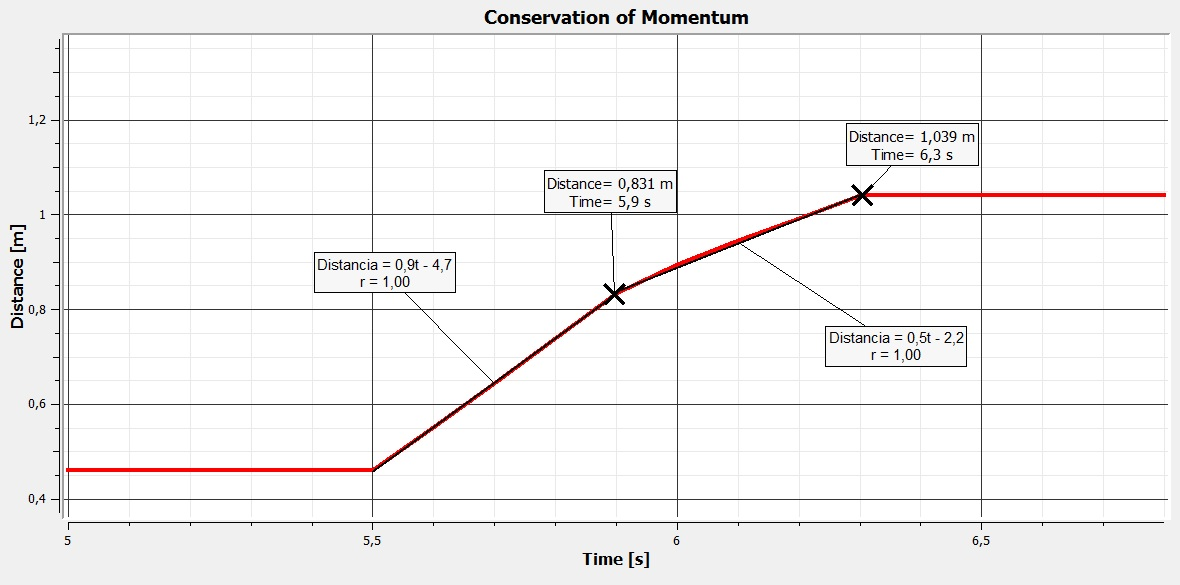 Conservation of Momentum
Distance [m]
1,2
1
0,8
0,6
0,4
Distance= 1,039 m
Time= 6,3 s
Distance= 0,831 m
Time= 5,9 s
Distancia = 0,9t - 4,7
r = 1,00
Distancia = 0,5t - 2,2
r = 1,00
5
5,5
6
6,5
Time [s]